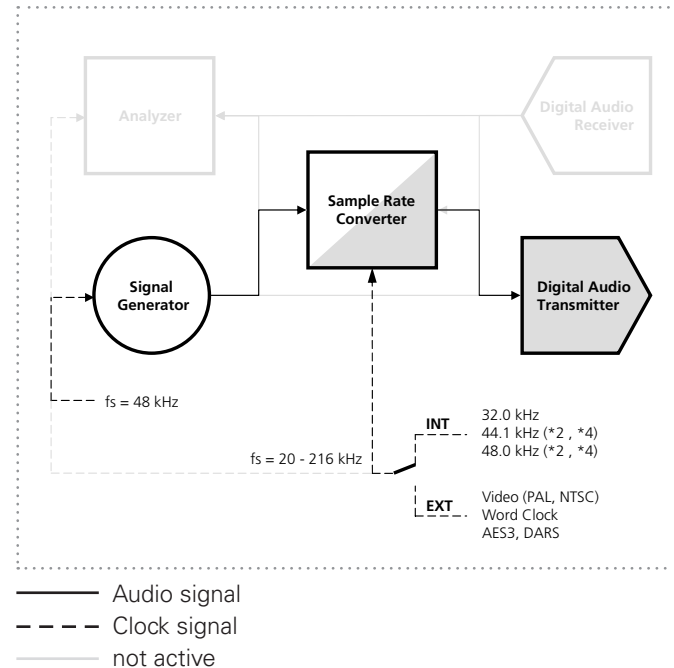 Analyzer
Digital Audio
Receiver
Sample Rate
Converter
Signal
Generator
Digital Audio
Transmitter
fs = 48 kHz
fs = 20 - 216 kHz
INT
32.0 kHz
44.1 kHz (*2 , *4)
48.0 kHz (*2 , *4)
EXT
Video (PAL, NTSC)
Word Clock
AES3, DARS
Audio signal
Clock signal
not active